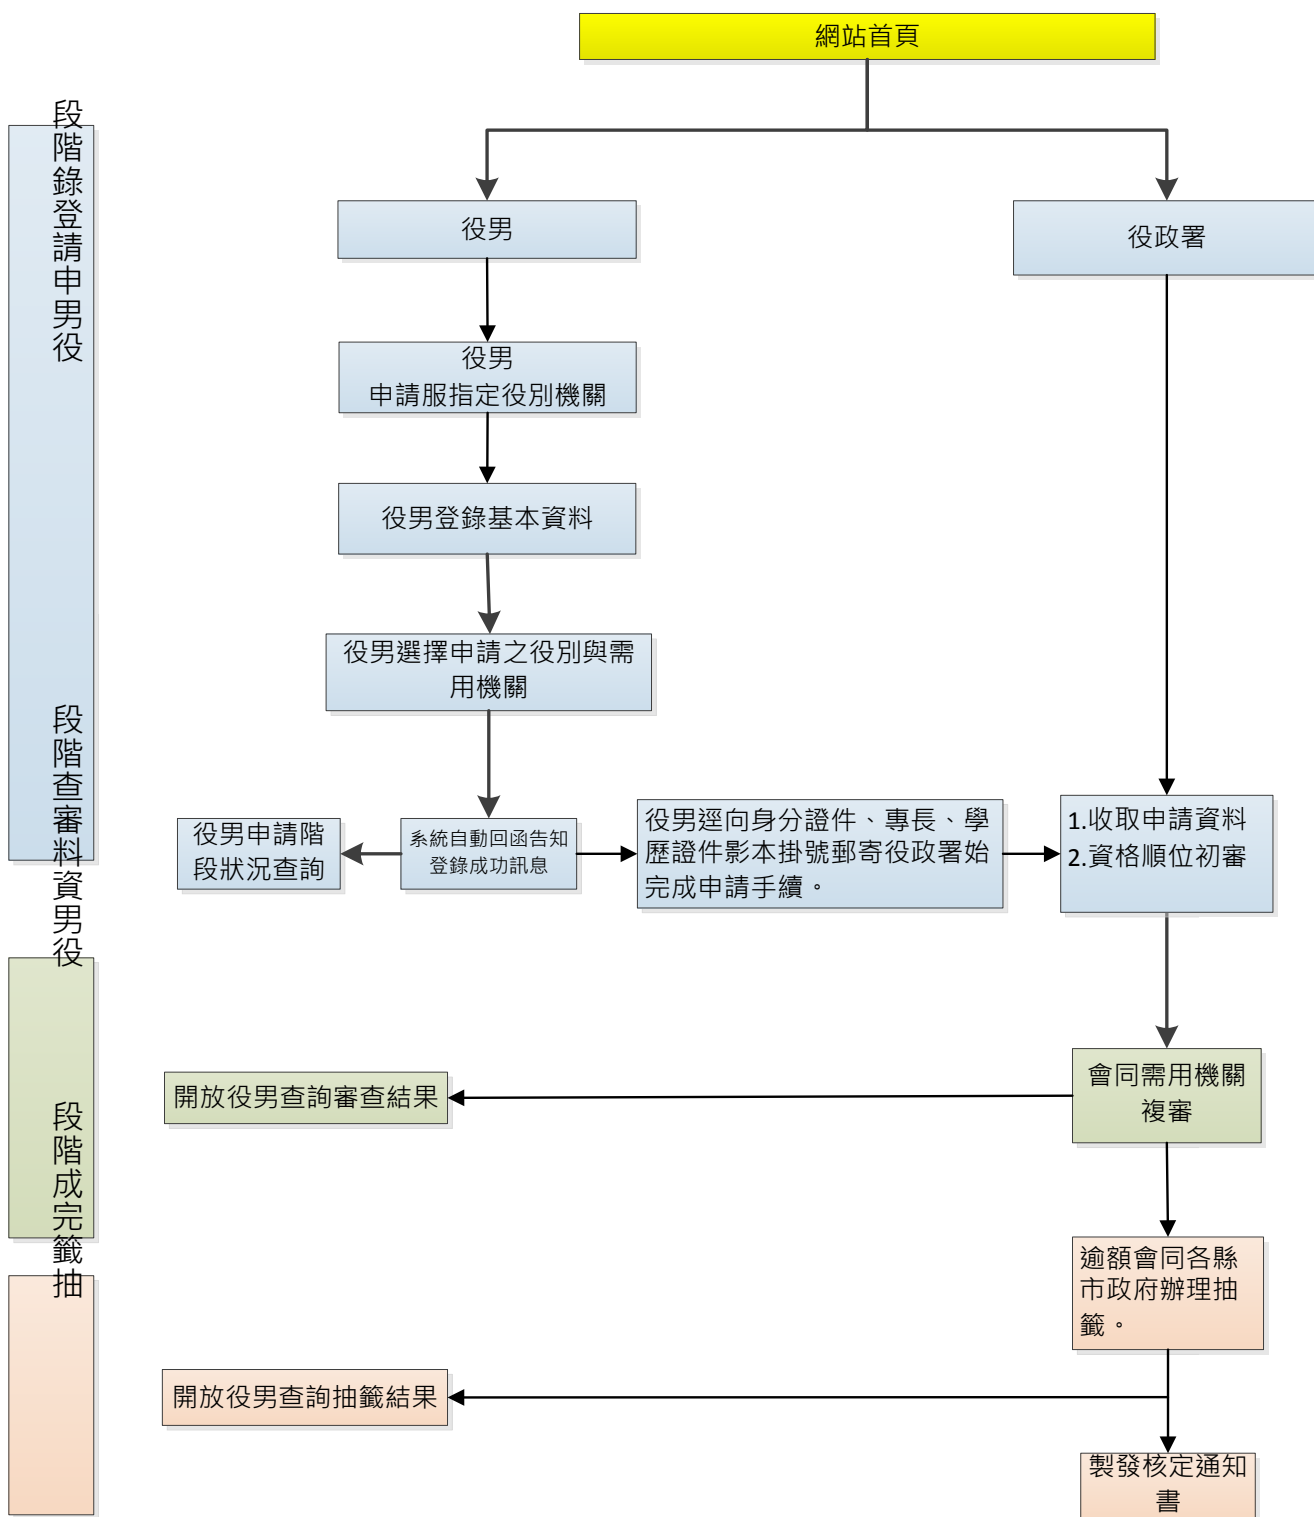 網站首頁
段階錄登請申男役
役男
役政署
役男
申請服指定役別機關
役男登錄基本資料
役男選擇申請之役別與需
用機關
段階查審料資男役
役男申請階
段狀況查詢
系統自動回函告知
登錄成功訊息
役男逕向身分證件、專長、學
歷證件影本掛號郵寄役政署始
完成申請手續。
1.收取申請資料
2.資格順位初審
會同需用機關
複審
開放役男查詢審查結果
段階成完籤抽
逾額會同各縣
市政府辦理抽
籤。
開放役男查詢抽籤結果
製發核定通知
書